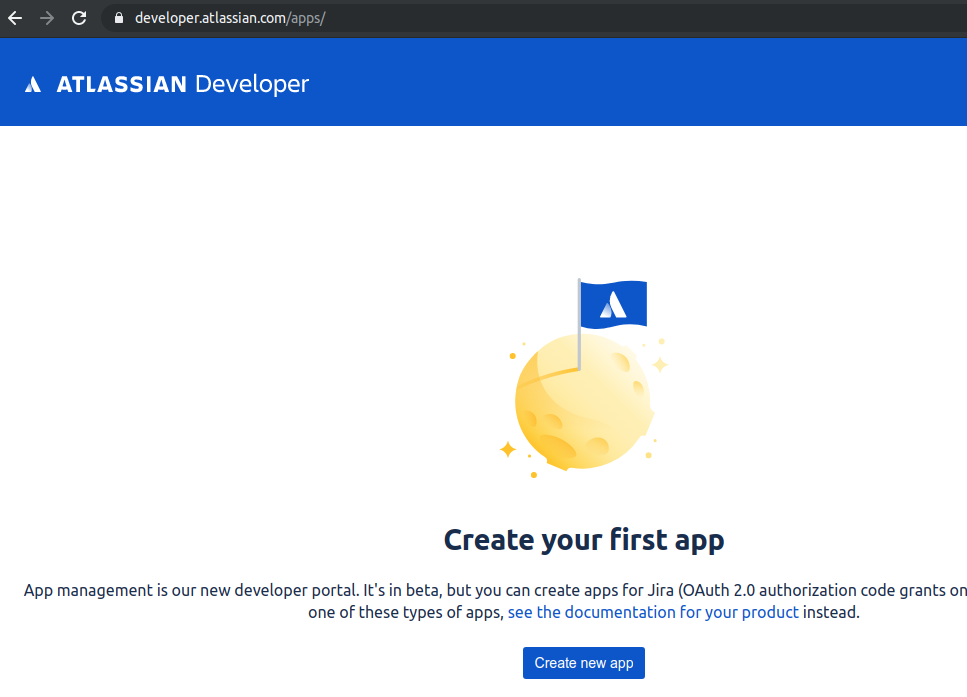 developer.atlassian.com/apps/
ATLASSIAN Developer
Create your first app
App management is our new developer portal. It's in beta, but you can create apps for Jira (OAuth 2.0 authorization code grants on
one of these types of apps, see the documentation for your product instead.
Create new app